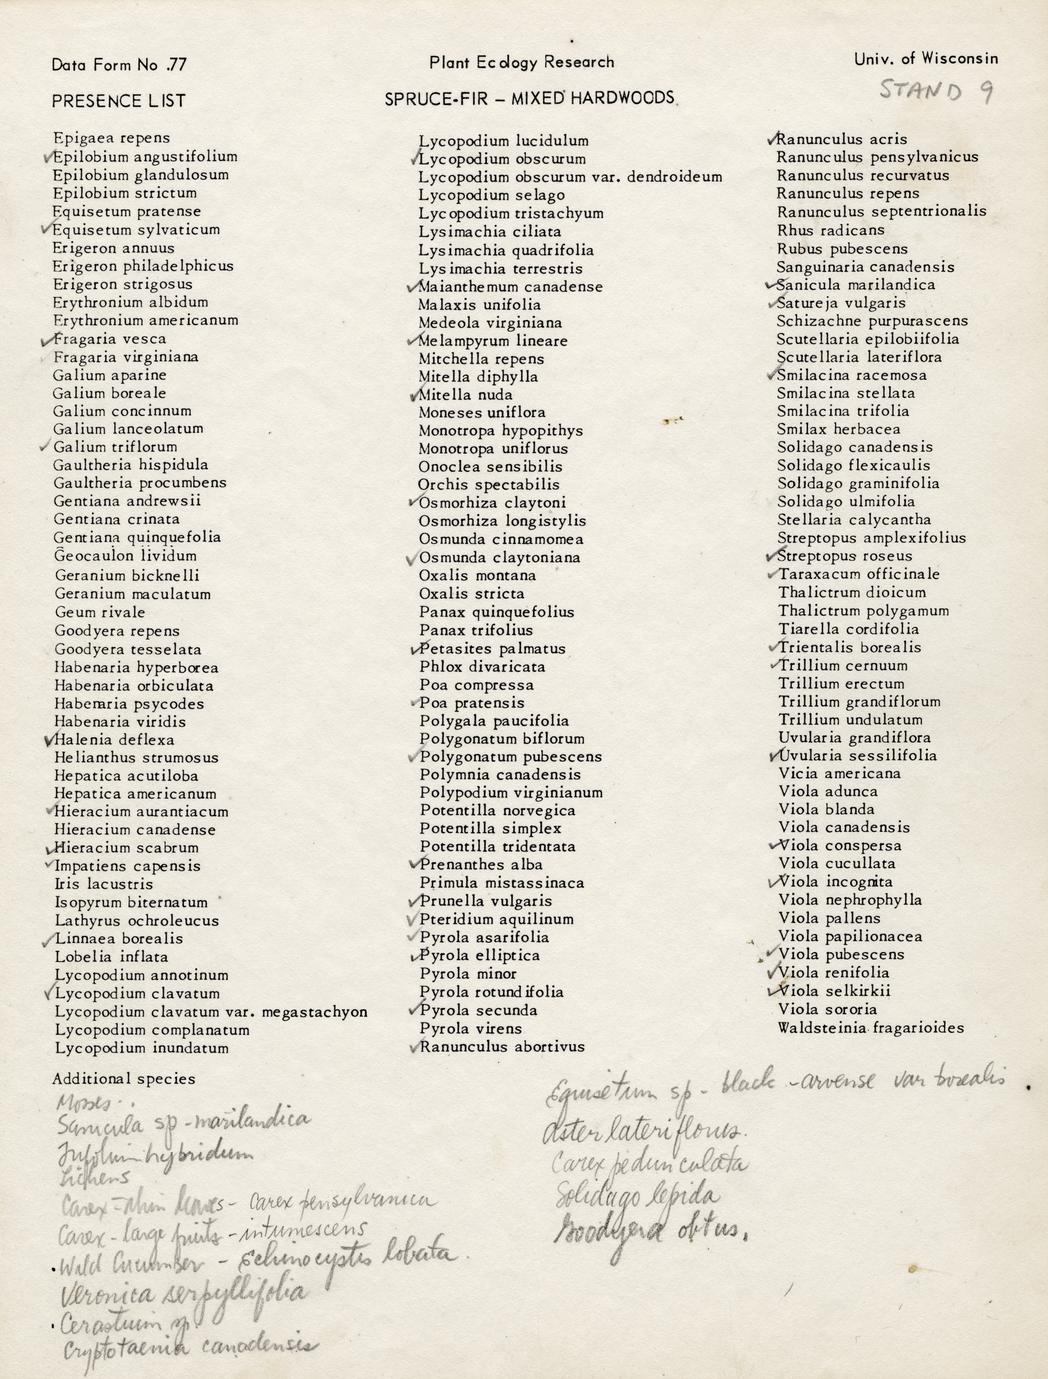 Data Form No .77
Plant Ecology Research
Univ. of Wisconsin
PRESENCE LIST
SPRUCE-FIR - MIXED HARDWOODS
STAND 9
Epigaea repens
✓Epilobium angustifolium
Epilobium glandulosum
Epilobium strictum
Equisetum pratense
✓Equisetum sylvaticum
Erigeron annuus
Erigeron philadelphicus
Erigeron strigosus
Erythronium albidum
Erythronium americanum
✓Fragaria vesca
Fragaria virginiana
Galium aparine
Galium boreale
Galium concinnum
Galium lanceolatum
✓Galium triflorum
Gaultheria hispidula
Gaultheria procumbens
Gentiana andrewsii
Gentiana crinata
Gentiana quinquefolia
Geocaulon lividum
Geranium bicknelli
Geranium maculatum
Geum rivale
Goodyera repens
Goodyera tesselata
Habenaria hyperborea
Habenaria orbiculata
Habenaria psycodes
Habenaria viridis
✓Halenia deflexa
Helianthus strumosus
Hepatica acutiloba
Hepatica americanum
✓Hieracium aurantiacum
Hieracium canadense
✓Hieracium scabrum
✓Impatiens capensis
Iris lacustris
Isopyrum biternatum
Lathyrus ochroleucus
✓Linnaea borealis
Lobelia inflata
Lycopodium annotinum
✓Lycopodium clavatum
Lycopodium clavatum var. megastachyon
Lycopodium complanatum
Lycopodium inundatum
Lycopodium lucidulum
✓Lycopodium obscurum
Lycopodium obscurum var. dendroideum
Lycopodium selago
Lycopodium tristachyum
Lysimachia ciliata
Lysimachia quadrifolia
Lysimachia terrestris
✓Maianthemum canadense
Malaxis unifolia
Medeola virginiana
✓Melampyrum lineare
Mitchella repens
Mitella diphylla
✓Mitella nuda
Moneses uniflora
Monotropa hypopithys
Monotropa uniflorus
Onoclea sensibilis
Orchis spectabilis
✓Osmorhiza claytoni
Osmorhiza longistylis
Osmunda cinnamomea
✓Osmunda claytoniana
Oxalis montana
Oxalis stricta
Panax quinquefolius
Panax trifolius
✓Petasites palmatus
Phlox divaricata
Poa compressa
✓Poa pratensis
Polygala paucifolia
Polygonatum biflorum
✓Polygonatum pubescens
Polymnia canadensis
Polypodium virginianum
Potentilla norvegica
Potentilla simplex
Potentilla tridentata
✓Prenanthes alba
Primula mistassinaca
✓Prunella vulgaris
✓Pteridium aquilinum
✓Pyrola asarifolia
✓Pyrola elliptica
Pyrola minor
Pyrola rotundifolia
✓Pyrola secunda
Pyrola virens
✓Ranunculus abortivus
✓Ranunculus acris
Ranunculus pensylvanicus
Ranunculus recurvatus
Ranunculus repens
Ranunculus septentrionalis
Rhus radicans
Rubus pubescens
Sanguinaria canadensis
✓Sanicula marilandica
✓Satureja vulgaris
Schizachne purpurascens
Scutellaria epilobiifolia
Scutellaria lateriflora
✓Smilacina racemosa
Smilacina stellata
Smilacina trifolia
Smilax herbacea
Solidago canadensis
Solidago flexicaulis
Solidago graminifolia
Solidago ulmifolia
Stellaria calycantha
Streptopus amplexifolius
✓Streptopus roseus
✓Taraxacum officinale
Thalictrum dioicum
Thalictrum polygamum
Tiarella cordifolia
✓Trientalis borealis
✓Trillium cernuum
Trillium erectum
Trillium grandiflorum
Trillium undulatum
Uvularia grandiflora
✓Uvularia sessilifolia
Vicia americana
Viola adunca
Viola blanda
Viola canadensis
✓Viola conspersa
Viola cucullata
✓Viola incognita
Viola nephrophylla
Viola pallens
Viola papilionacea
✓Viola pubescens
✓Viola renifolia
✓Viola selkirkii
Viola sororia
Waldsteinia fragarioides
Additional species
Mosses
Sanicula sp - marilandica
Trifolium hybridum
Lichens
Carex - thin leaves - carex pensylvanica
Carex - large fruits - intumescens
Wild Cucumber - Echinocystis lobata.
Veronica serpyllifolia
Cerastium sp.
Cryptotaenia canadensis
Equisetum sp - black - arvense var borealis
Aster lateriflorus.
Carex pedunculata
Solidago lepida
Goodyera obtus.